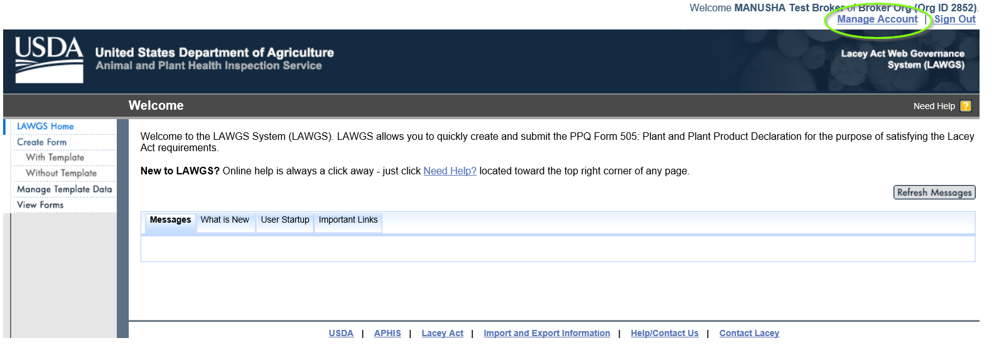 Welcome MANUSHA Test Broker of Broker Org (Org ID 2852).
Manage Account | Sign Out
USDA
United States Department of Agriculture
Animal and Plant Health Inspection Service
Lacey Act Web Governance
System (LAWGS)
Welcome
Need Help ?
LAWGS Home
Create Form
With Template
Without Template
Manage Template Data
View Forms
Welcome to the LAWGS System (LAWGS). LAWGS allows you to quickly create and submit the PPQ Form 505: Plant and Plant Product Declaration for the purpose of satisfying the Lacey
Act requirements.
New to LAWGS? Online help is always a click away - just click Need Help? located toward the top right corner of any page.
Refresh Messages
Messages What is New User Startup Important Links
USDA | APHIS | Lacey Act | Import and Export Information | Help/Contact Us | Contact Lacey